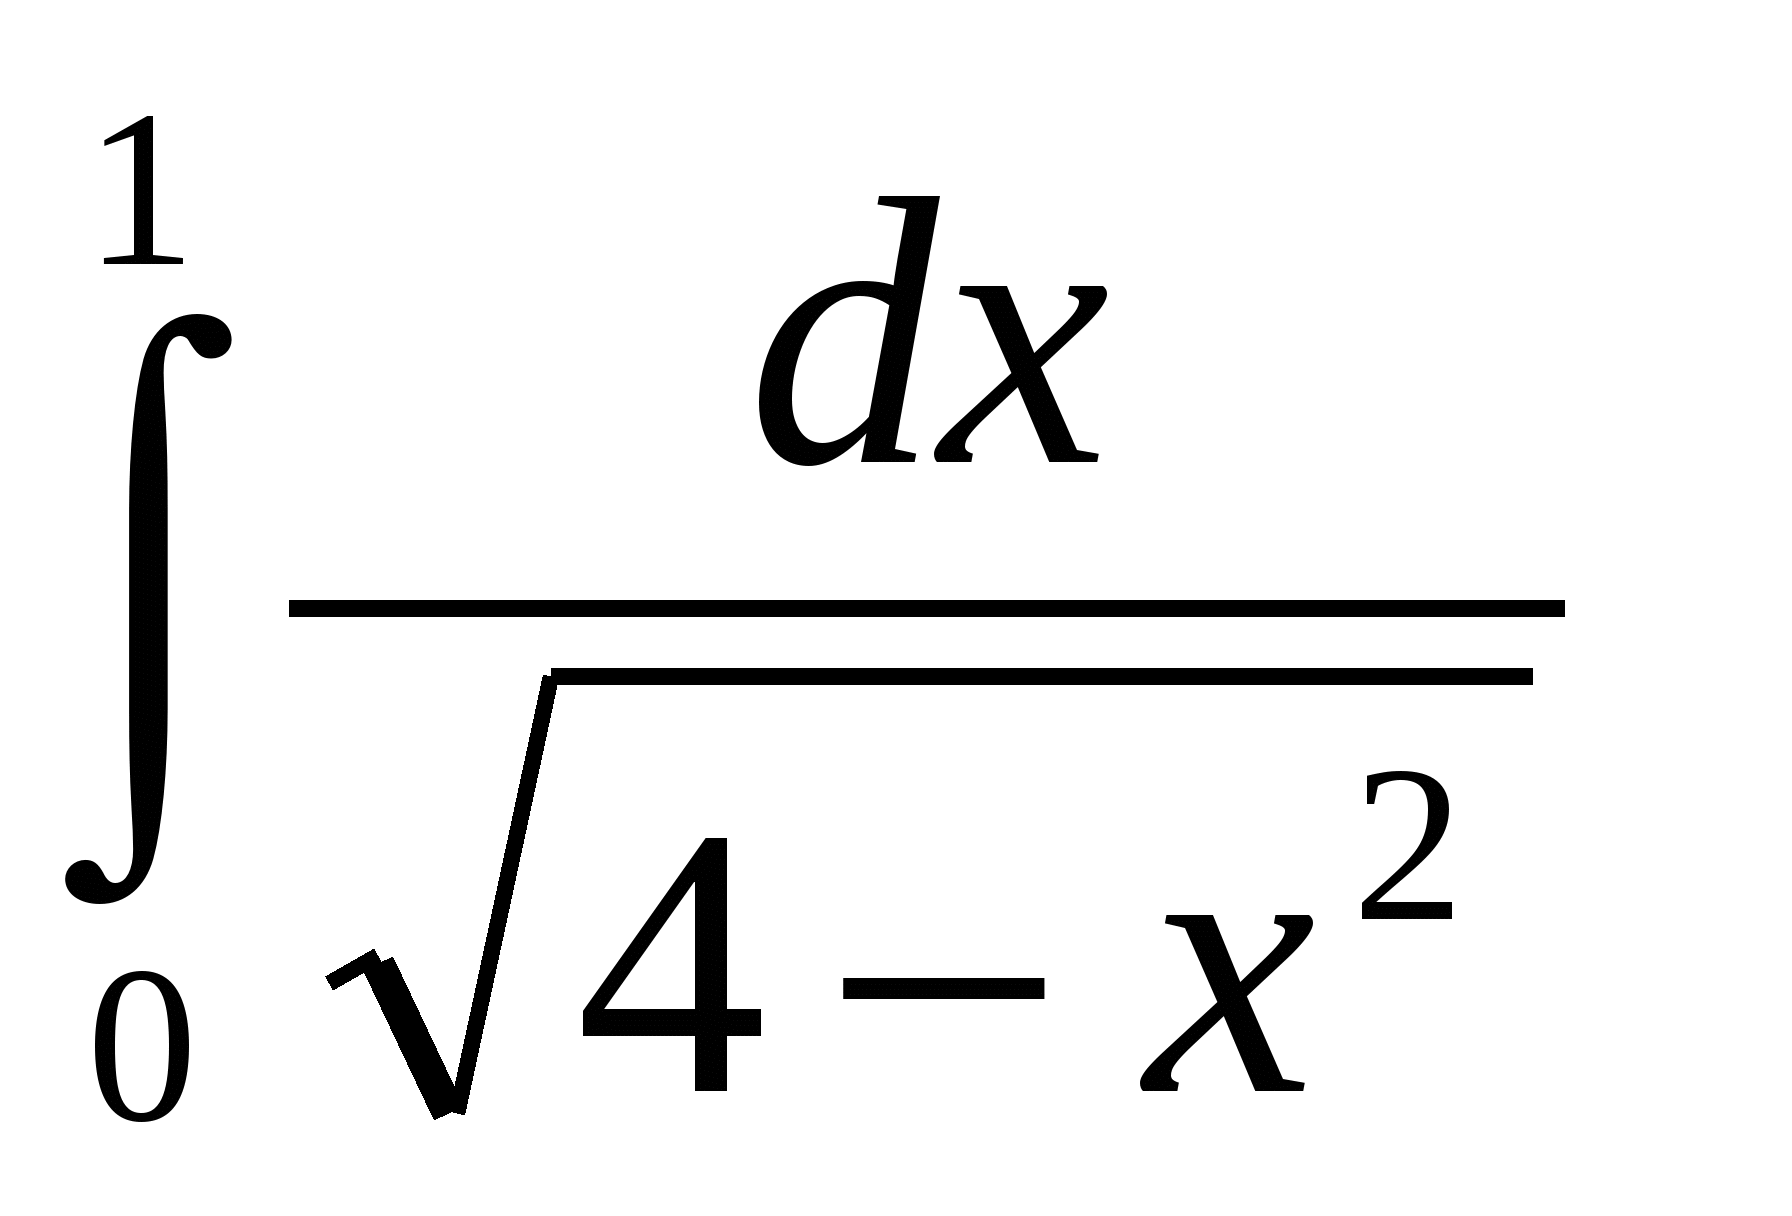 ∫₀¹ dx / √(4 − x²)